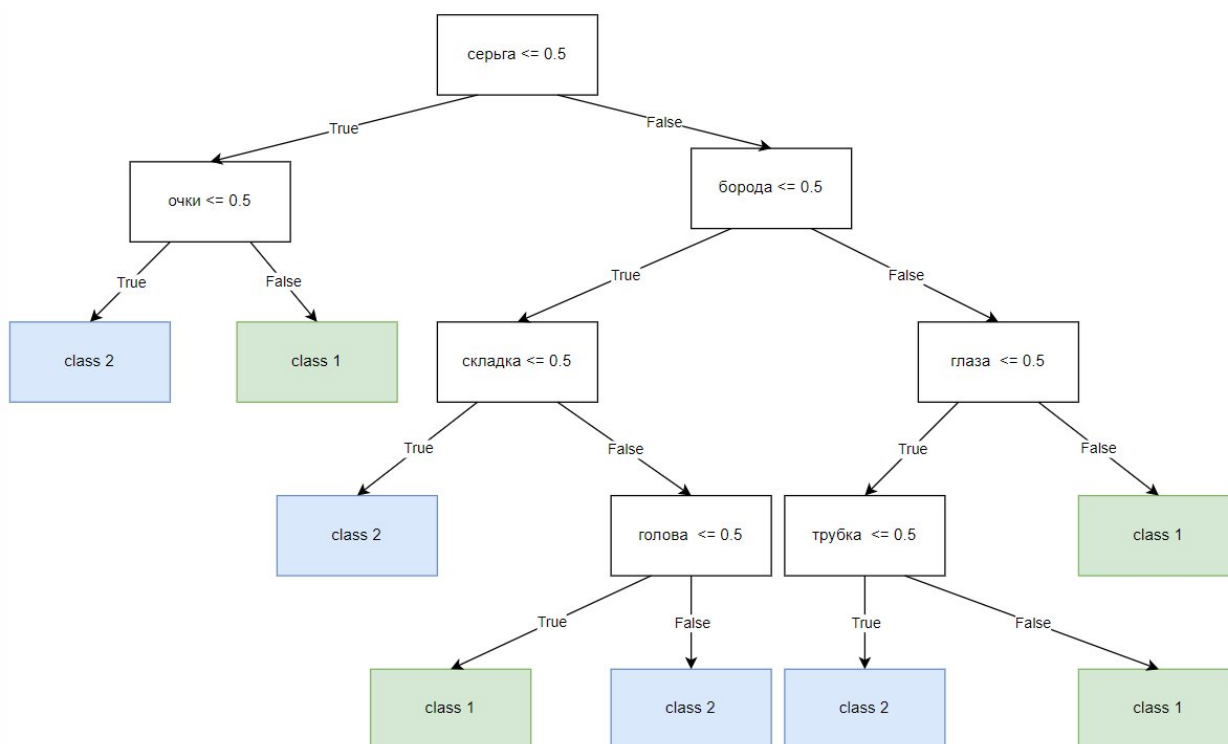 серьга <= 0.5
True
False
очки <= 0.5
борода <= 0.5
True
False
True
False
class 2
class 1
складка <= 0.5
глаза <= 0.5
True
False
True
False
class 2
голова <= 0.5
трубка <= 0.5
class 1
True
False
True
False
class 1
class 2
class 2
class 1